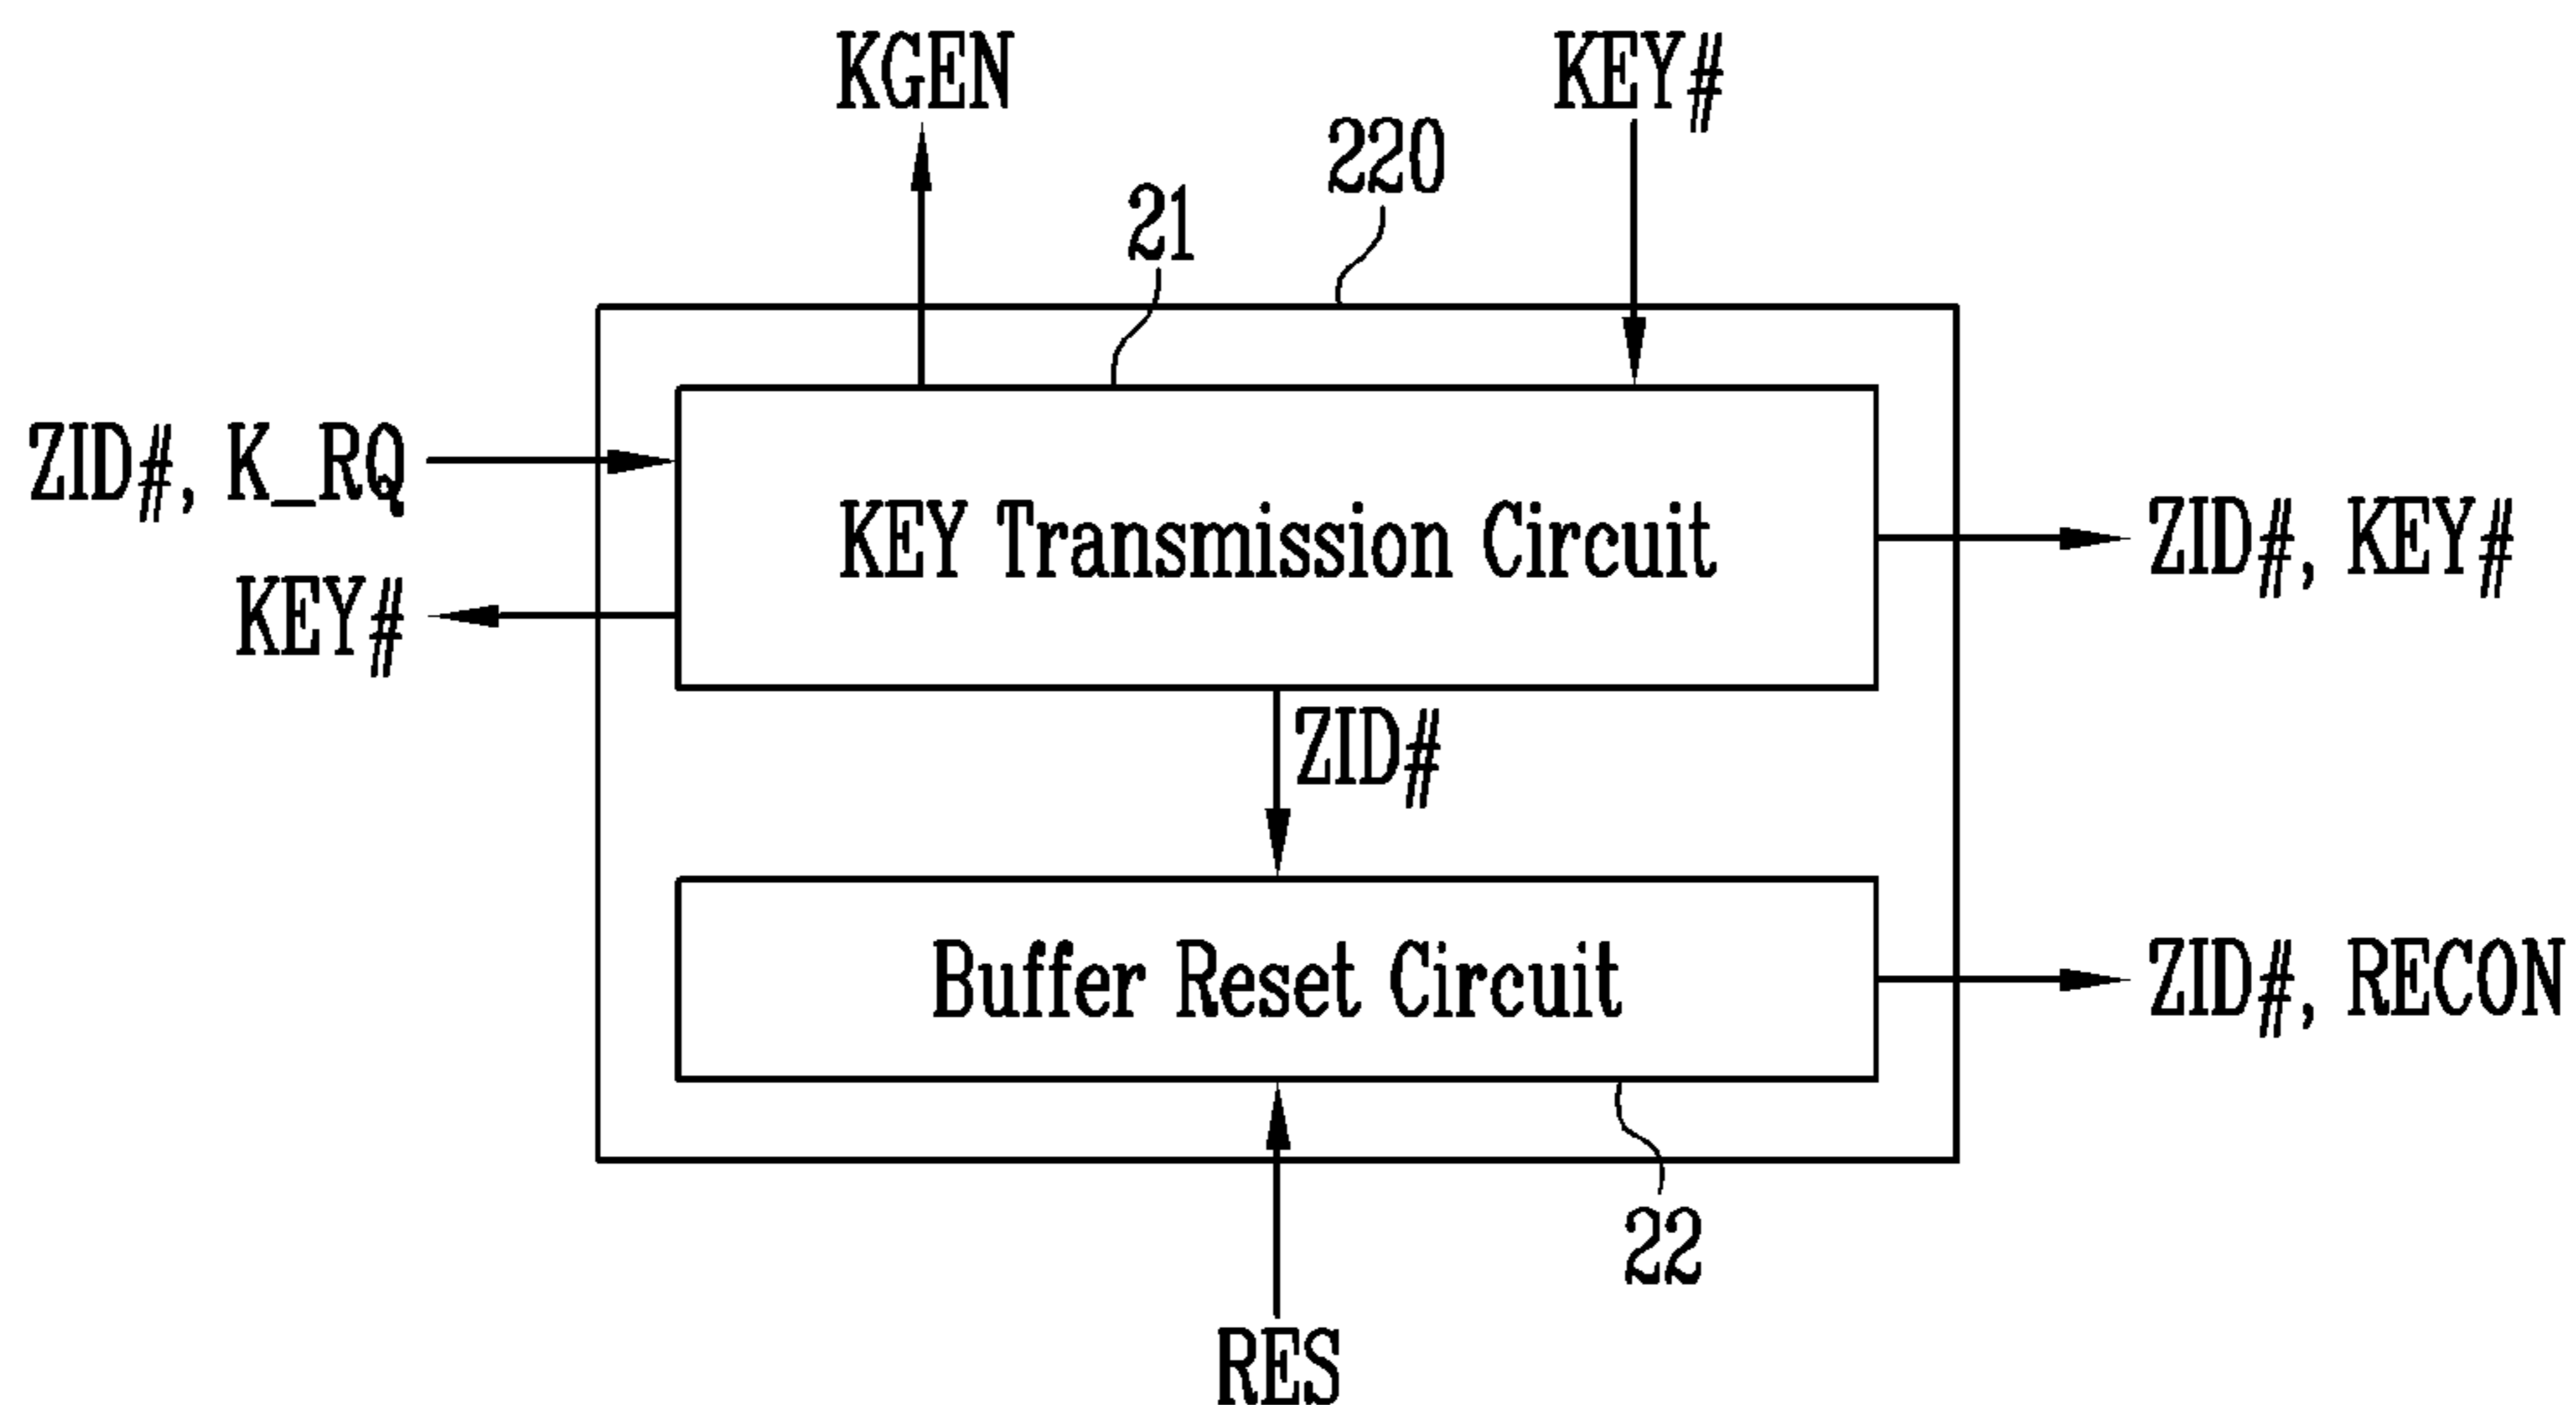 KGEN
KEY#
220
21
ZID#, K_RQ
KEY Transmission Circuit
ZID#, KEY#
KEY#
ZID#
Buffer Reset Circuit
ZID#, RECON
22
RES